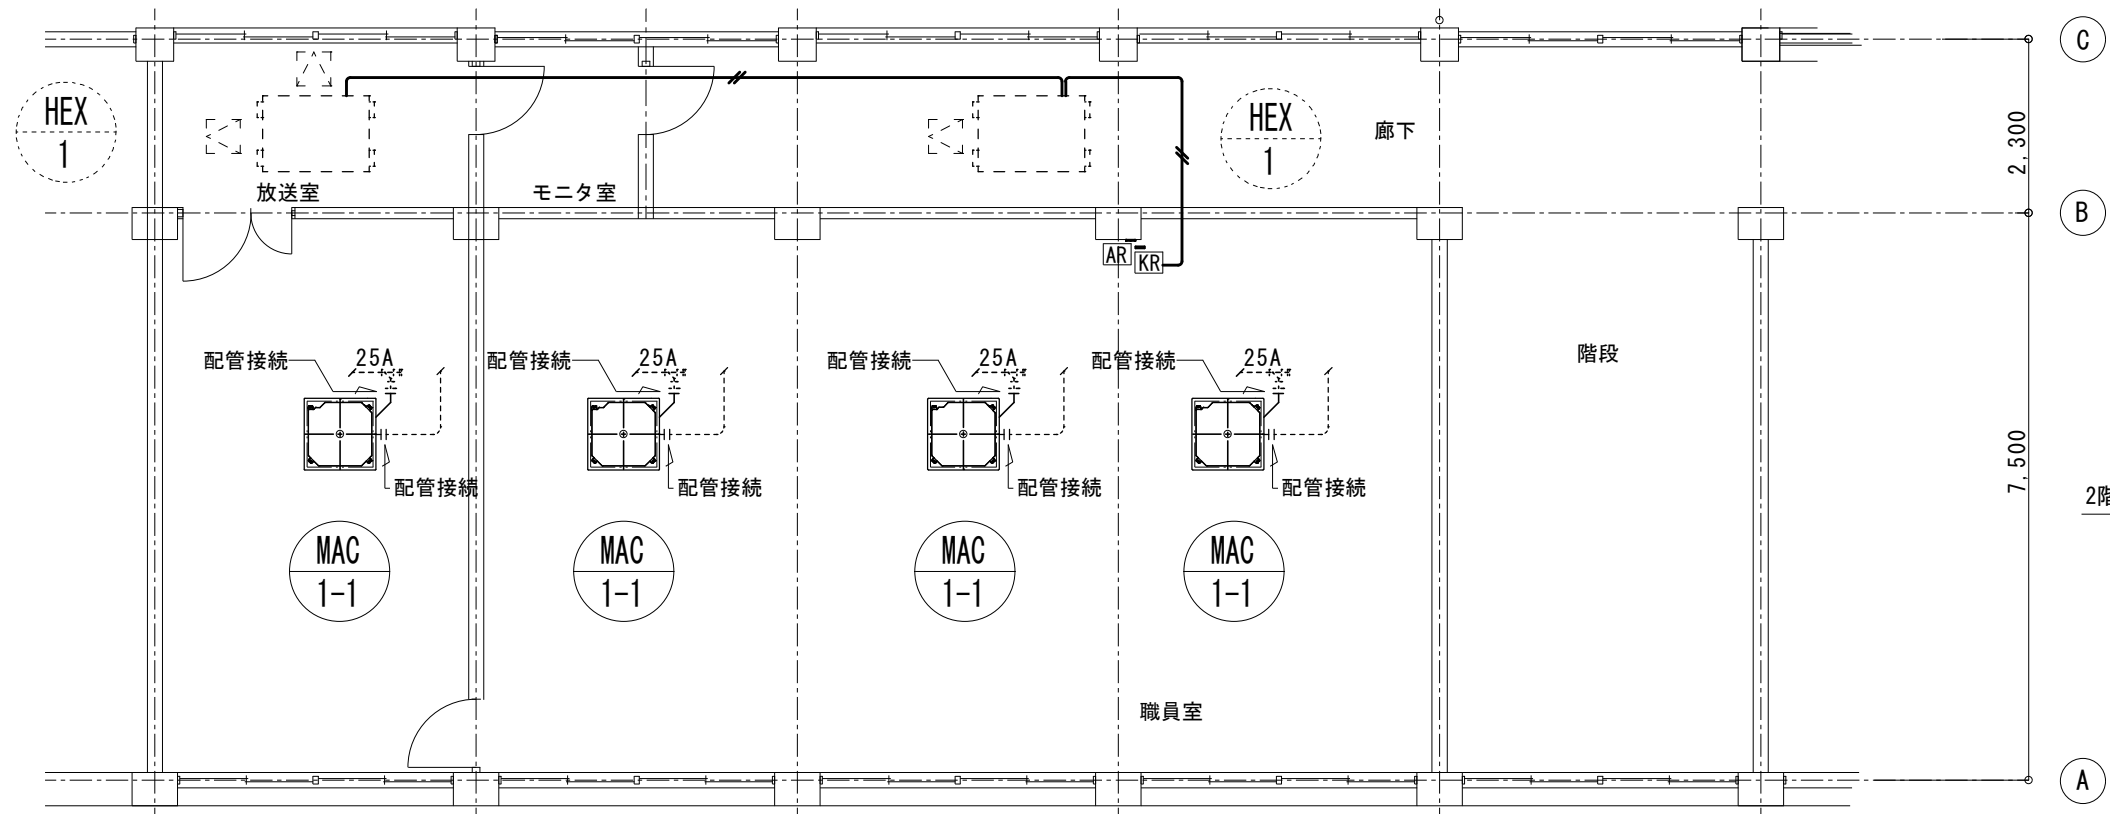 C
HEX
1
HEX
1
廊下
2,300
放送室
モニタ室
B
AR
KR
配管接続
25A
配管接続
25A
配管接続
25A
配管接続
25A
階段
7,500
配管接続
配管接続
配管接続
配管接続
2階
MAC
1-1
MAC
1-1
MAC
1-1
MAC
1-1
職員室
A